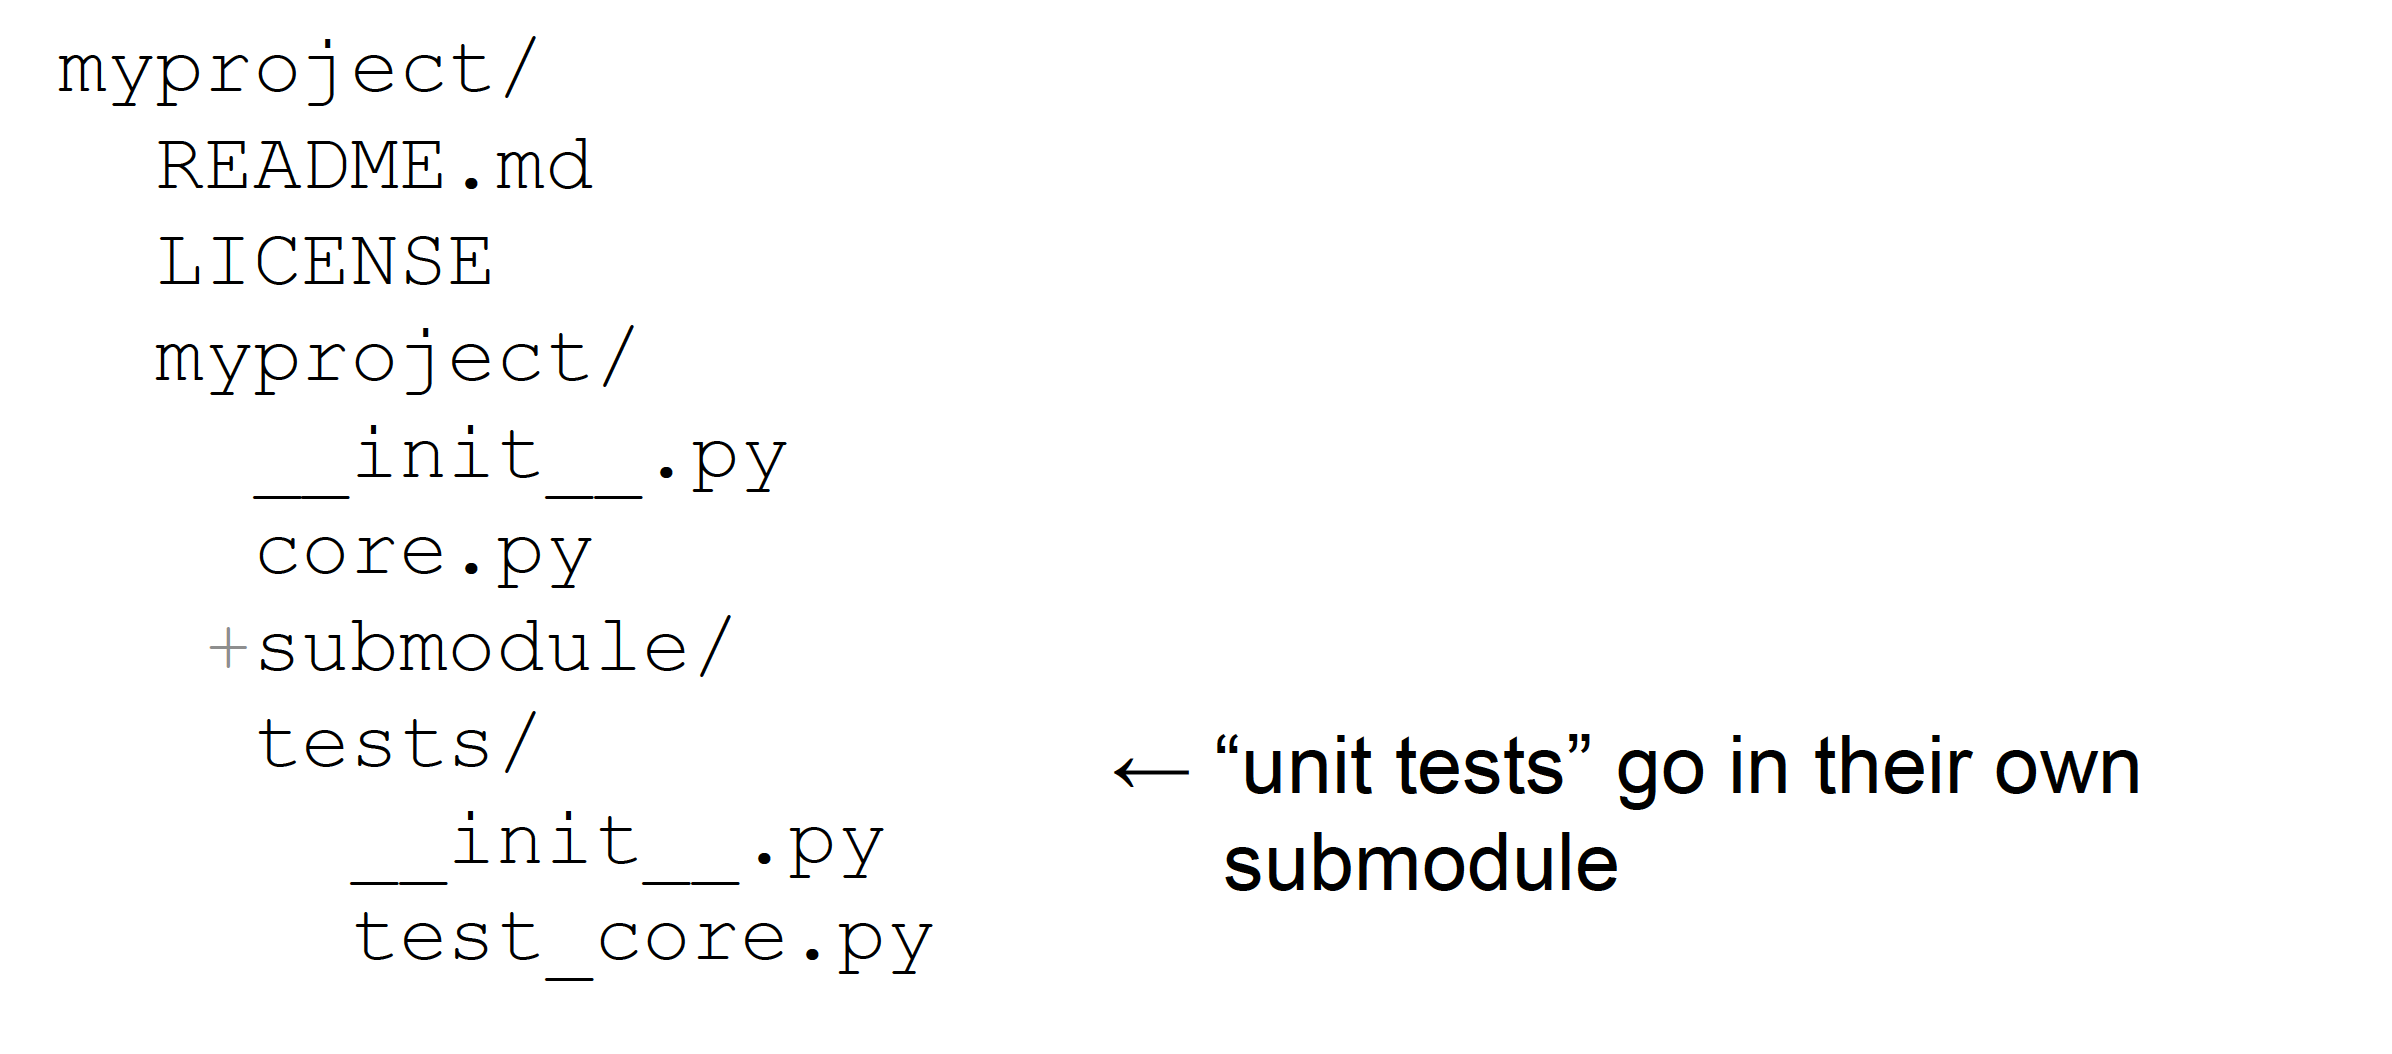 myproject/
README.md
LICENSE
myproject/
__init__.py
core.py
+submodule/
tests/
← “unit tests” go in their own
submodule
__init__.py
test_core.py